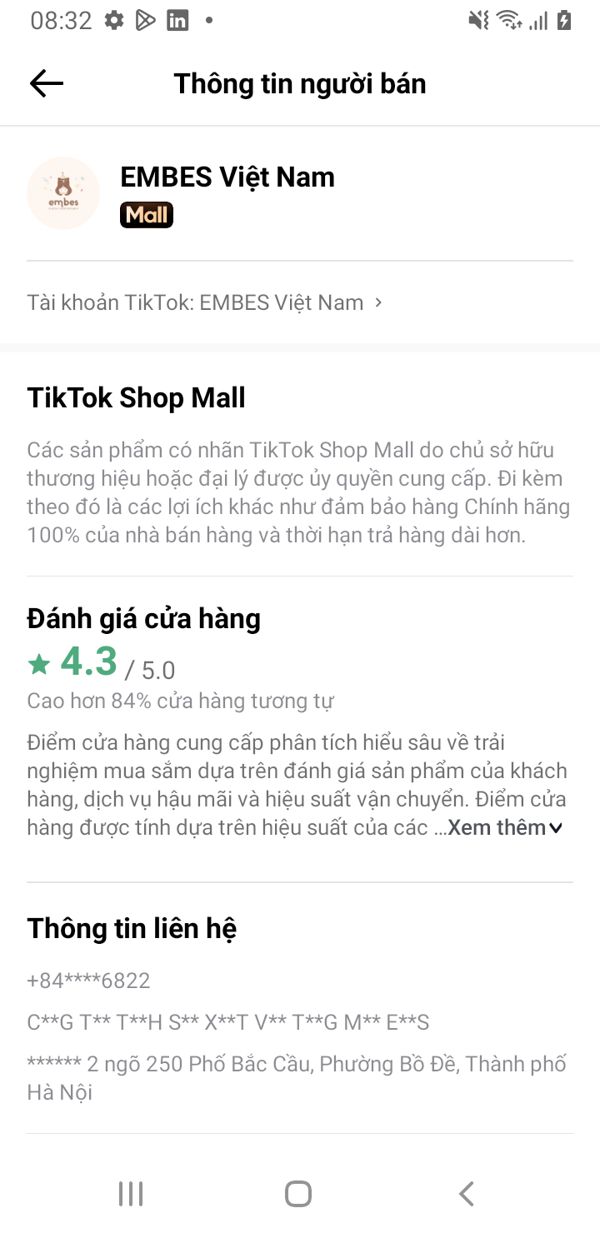 08:32
Thông tin người bán
embes
EMBES Việt Nam
Mall
Tài khoản TikTok: EMBES Việt Nam
TikTok Shop Mall
Các sản phẩm có nhãn TikTok Shop Mall do chủ sở hữu
thương hiệu hoặc đại lý được ủy quyền cung cấp. Đi kèm
theo đó là các lợi ích khác như đảm bảo hàng Chính hãng
100% của nhà bán hàng và thời hạn trả hàng dài hơn.
Đánh giá cửa hàng
4.3 / 5.0
Cao hơn 84% cửa hàng tương tự
Điểm cửa hàng cung cấp phân tích hiểu sâu về trải
nghiệm mua sắm dựa trên đánh giá sản phẩm của khách
hàng, dịch vụ hậu mãi và hiệu suất vận chuyển. Điểm cửa
hàng được tính dựa trên hiệu suất của các ...Xem thêm
Thông tin liên hệ
+84****6822
C**G T** T**H S** X**T V** T**G M** E**S
****** 2 ngõ 250 Phố Bắc Cầu, Phường Bồ Đề, Thành phố
Hà Nội